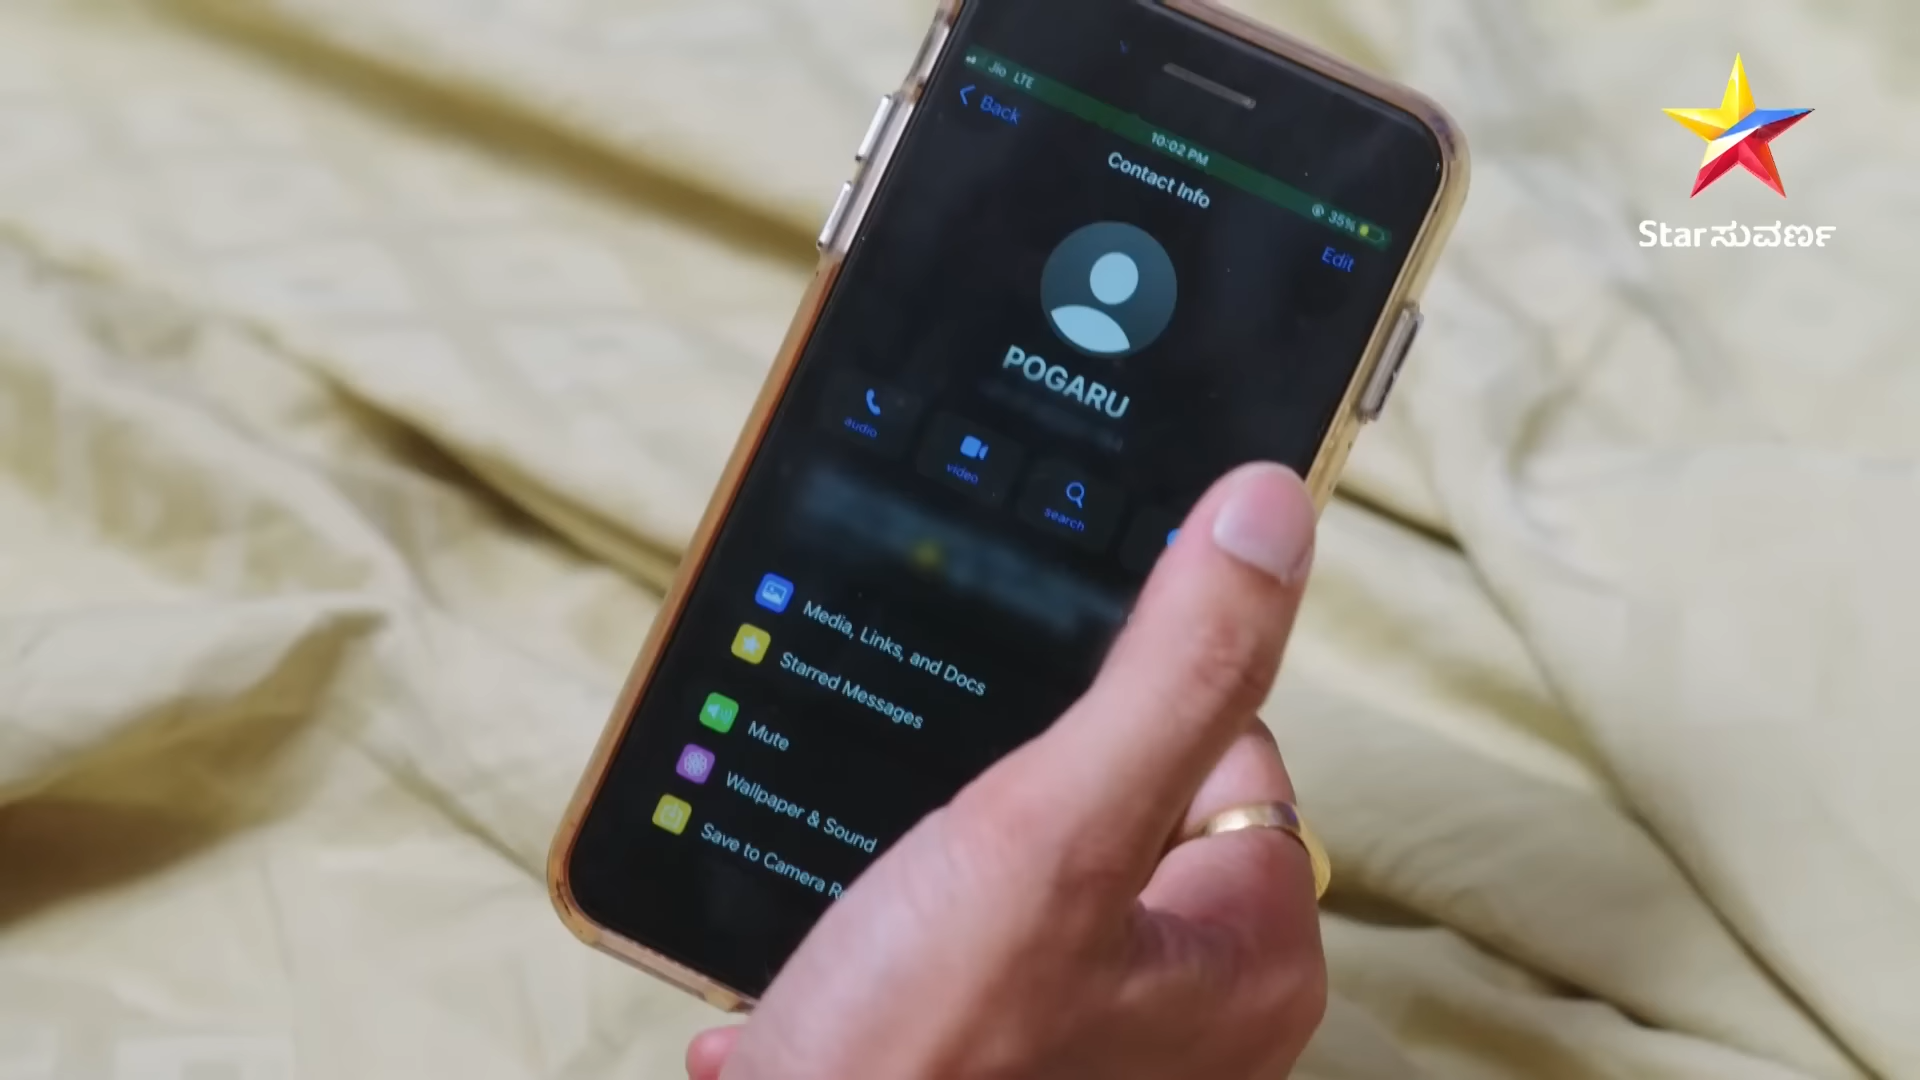 Jio LTE
10:02 PM
35%
Back
Contact Info
Edit
POGARU
audio
video
search
Media, Links, and Docs
Starred Messages
Mute
Wallpaper & Sound
Save to Camera
Star ಸುವರ್ಣ